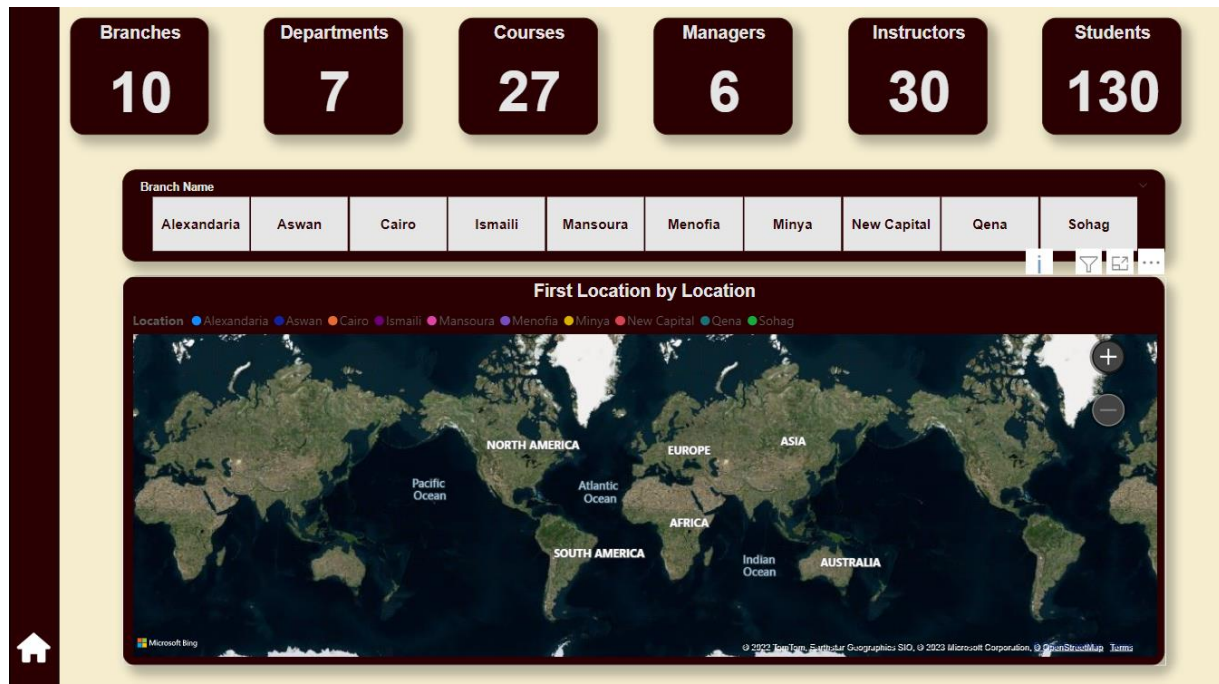 Branches
10
Departments
7
Courses
27
Managers
6
Instructors
30
Students
130
Branch Name
Alexandaria Aswan Cairo Ismaili Mansoura Menofia Minya New Capital Qena Sohag
First Location by Location
Location Alexandaria Aswan Cairo Ismaili Mansoura Menofia Minya New Capital Qena Sohag
NORTH AMERICA
EUROPE
ASIA
Pacific
Ocean
Atlantic
Ocean
AFRICA
SOUTH AMERICA
Indian
Ocean
AUSTRALIA
Microsoft Bing
© 2022 TomTom, Earthstar Geographics SIO, © 2023 Microsoft Corporation, © OpenStreetMap Terms